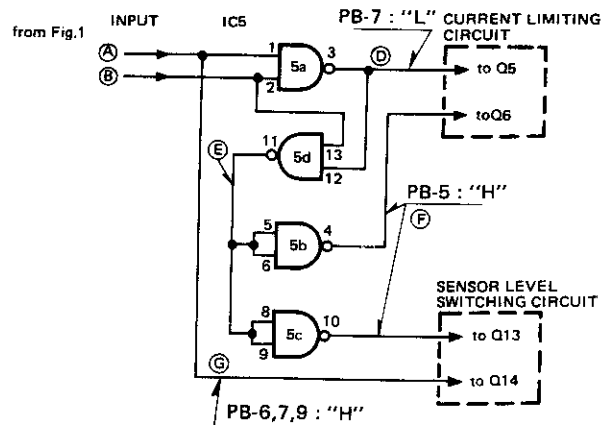 from Fig.1
INPUT
IC5
PB-7 : "L"
CURRENT LIMITING
CIRCUIT
A
B
1
2
5a
3
D
to Q5
toQ6
11
5d
13
12
E
PB-5 : "H"
F
5
6
5b
4
SENSOR LEVEL
SWITCHING CIRCUIT
8
9
5c
10
to Q13
to Q14
G
PB-6,7,9 : "H"